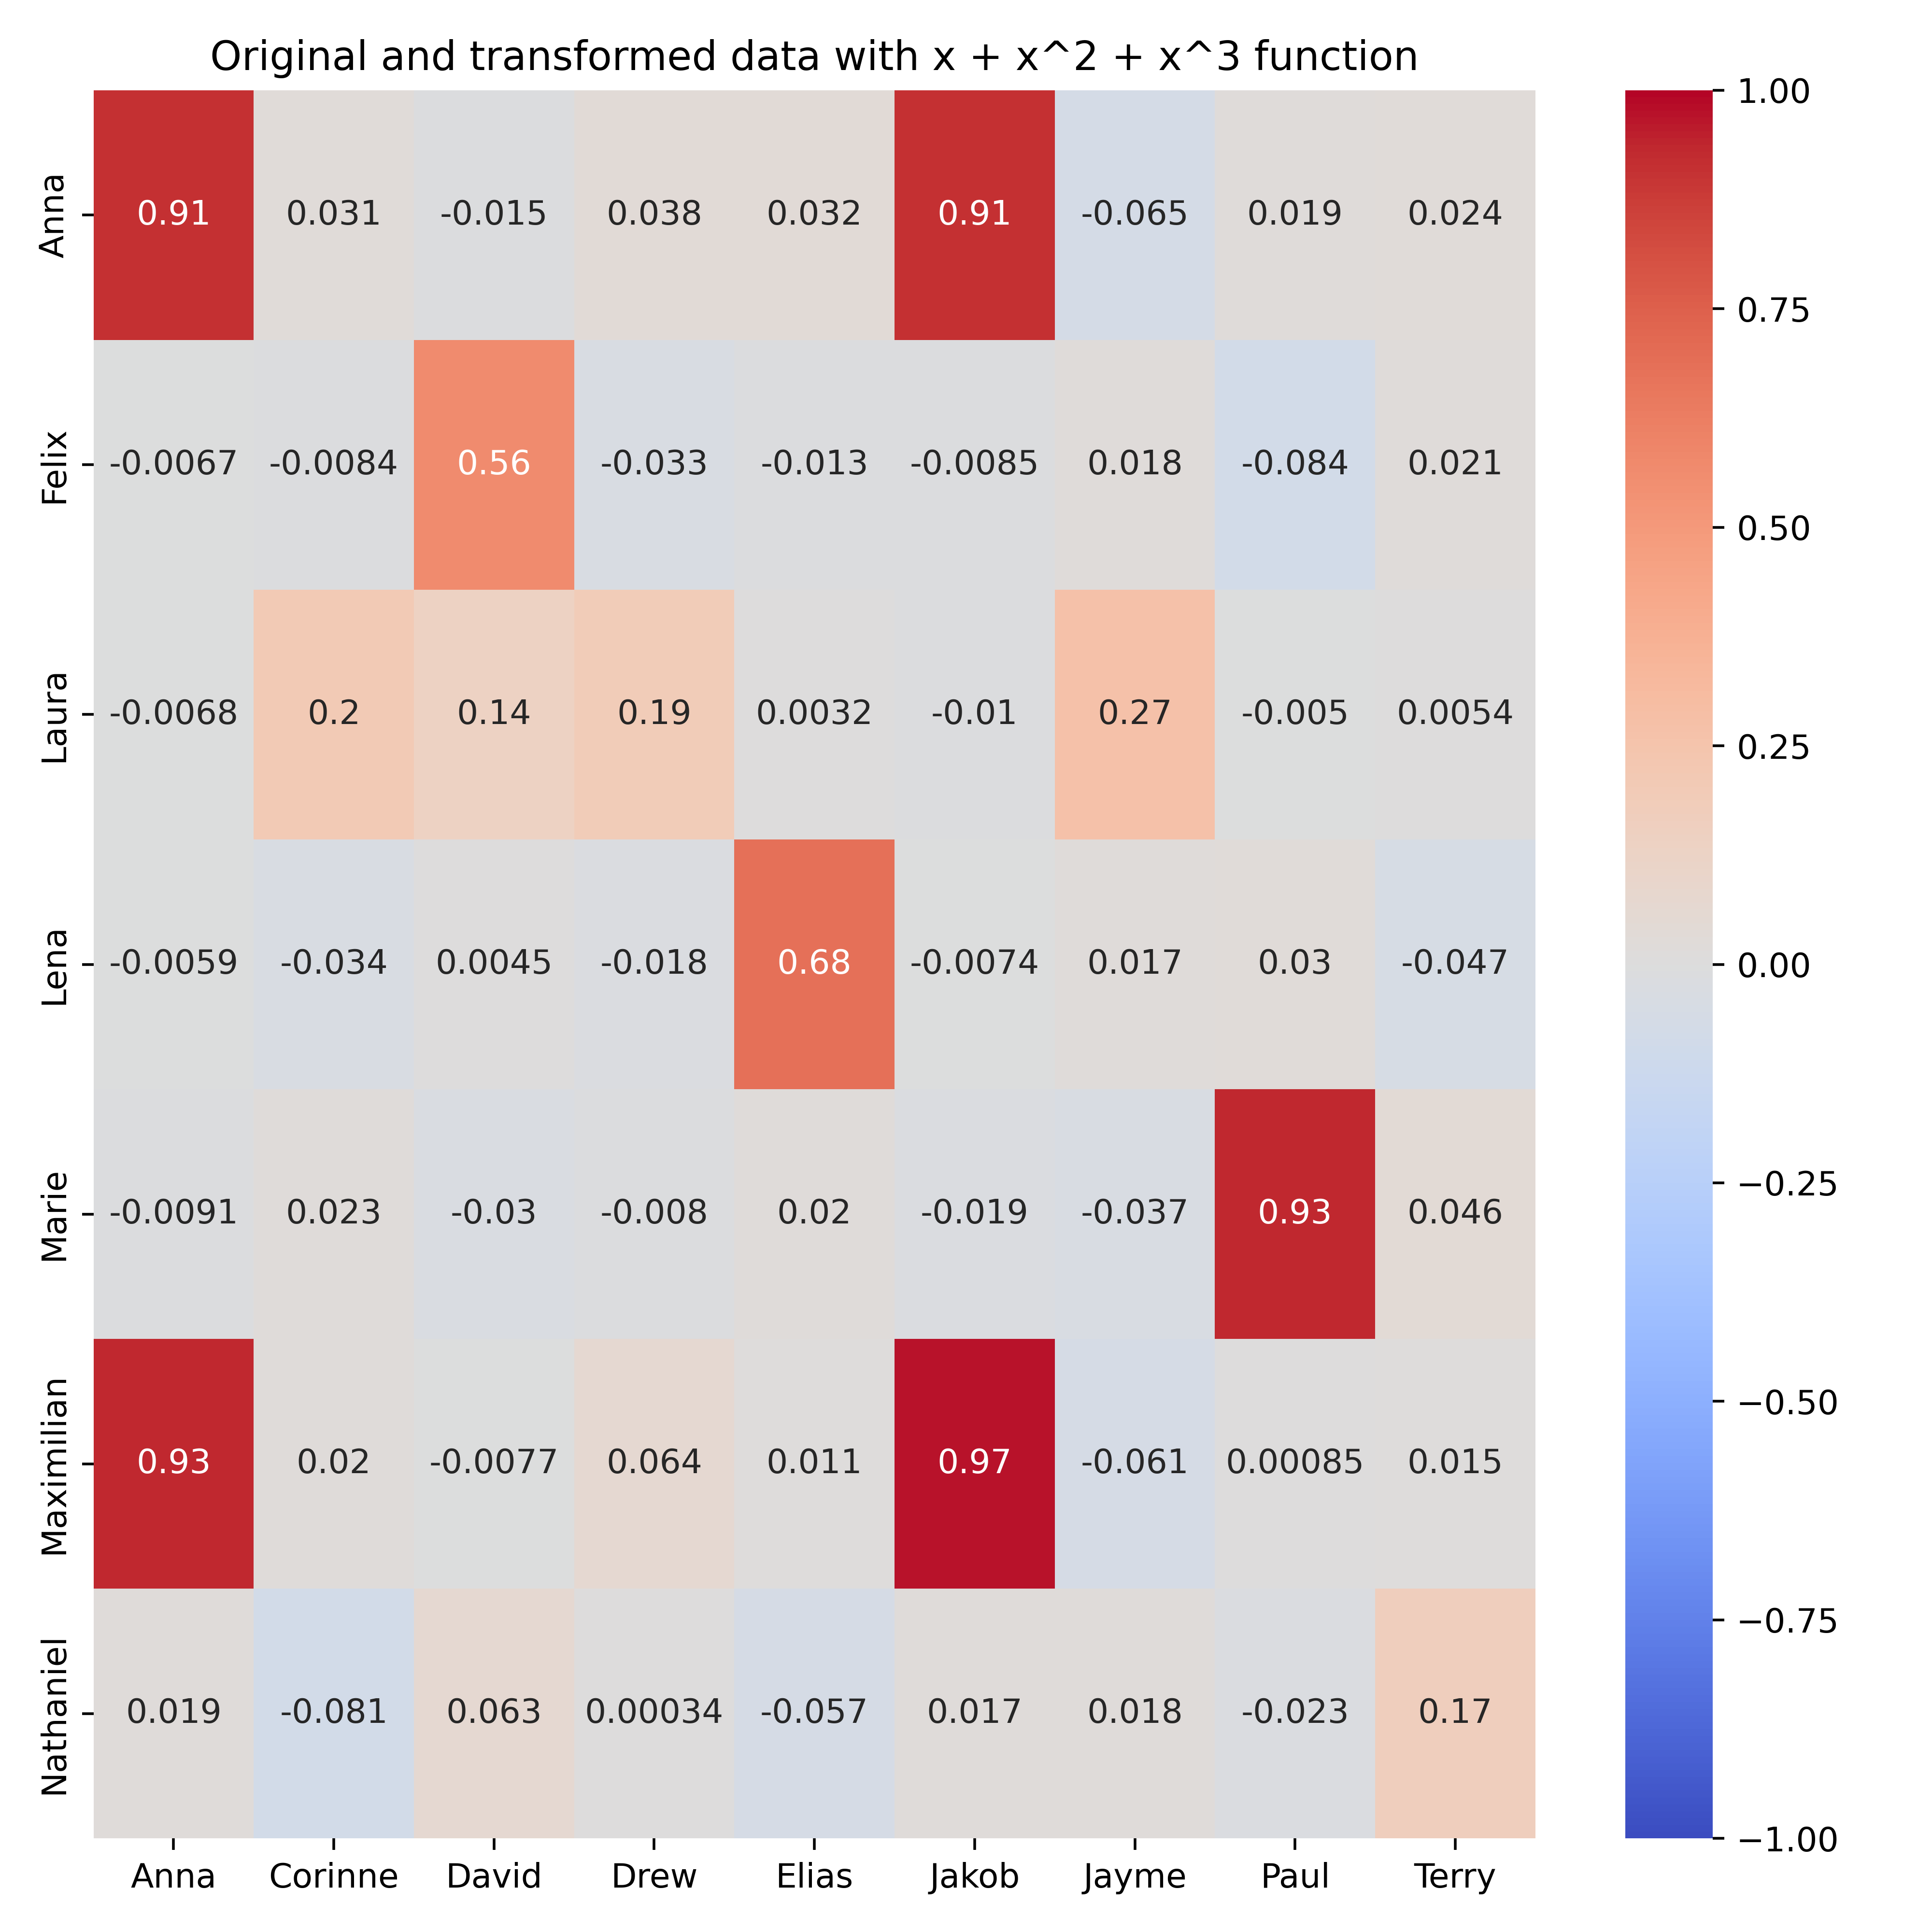 Original and transformed data with x + x^2 + x^3 function
Anna 0.91 0.031 -0.015 0.038 0.032 0.91 -0.065 0.019 0.024
Felix -0.0067 -0.0084 0.56 -0.033 -0.013 -0.0085 0.018 -0.084 0.021
Laura -0.0068 0.2 0.14 0.19 0.0032 -0.01 0.27 -0.005 0.0054
Lena -0.0059 -0.034 0.0045 -0.018 0.68 -0.0074 0.017 0.03 -0.047
Marie -0.0091 0.023 -0.03 -0.008 0.02 -0.019 -0.037 0.93 0.046
Maximilian 0.93 0.02 -0.0077 0.064 0.011 0.97 -0.061 0.00085 0.015
Nathaniel 0.019 -0.081 0.063 0.00034 -0.057 0.017 0.018 -0.023 0.17
Anna Corinne David Drew Elias Jakob Jayme Paul Terry
1.00
0.75
0.50
0.25
0.00
−0.25
−0.50
−0.75
−1.00